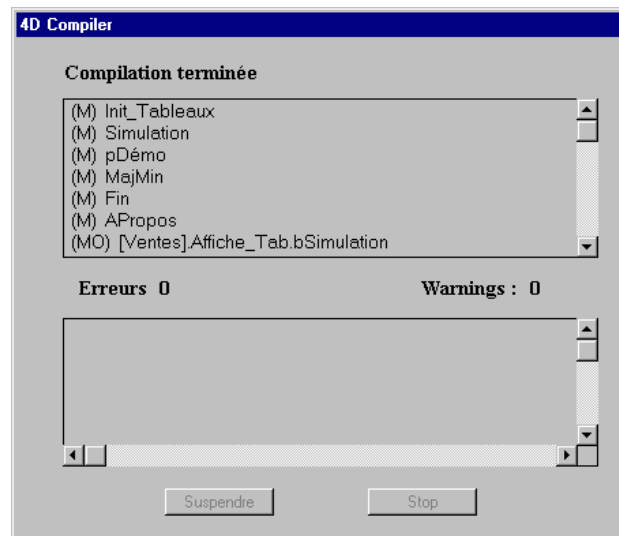 4D Compiler
Compilation terminée
(M) Init_Tableaux
(M) Simulation
(M) pDémo
(M) MajMin
(M) Fin
(M) APropos
(MO) [Ventes].Affiche_Tab.bSimulation
Erreurs 0 Warnings : 0
Suspendre Stop